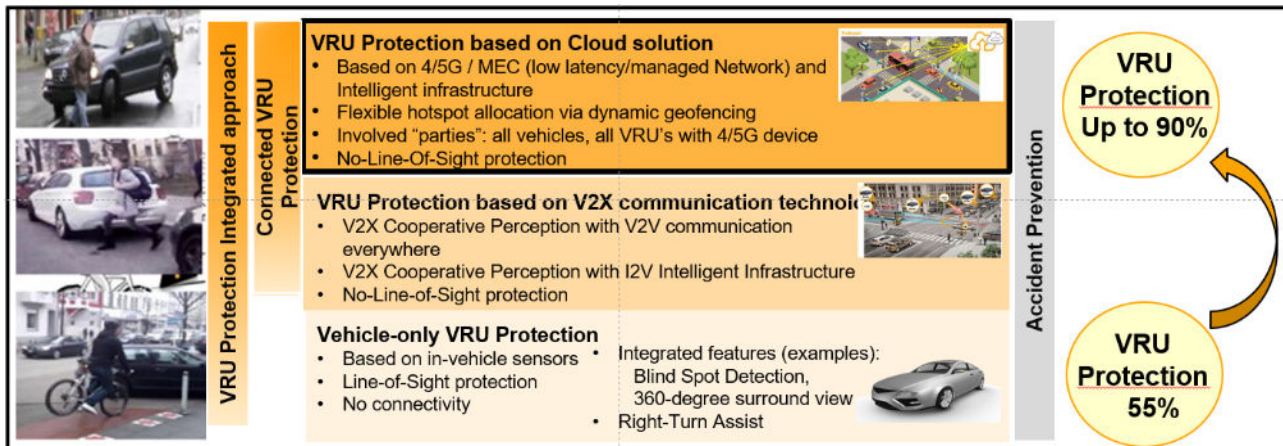 VRU Protection Integrated approach
Connected VRU
Protection
VRU Protection based on Cloud solution
• Based on 4/5G / MEC (low latency/managed Network) and
Intelligent infrastructure
• Flexible hotspot allocation via dynamic geofencing
• Involved “parties”: all vehicles, all VRU's with 4/5G device
• No-Line-Of-Sight protection
VRU Protection based on V2X communication technol
• V2X Cooperative Perception with V2V communication
everywhere
• V2X Cooperative Perception with I2V Intelligent Infrastructure
• No-Line-of-Sight protection
Vehicle-only VRU Protection
• Based on in-vehicle sensors
• Line-of-Sight protection
• No connectivity
• Integrated features (examples):
Blind Spot Detection,
360-degree surround view
• Right-Turn Assist
Accident Prevention
VRU
Protection
Up to 90%
VRU
Protection
55%